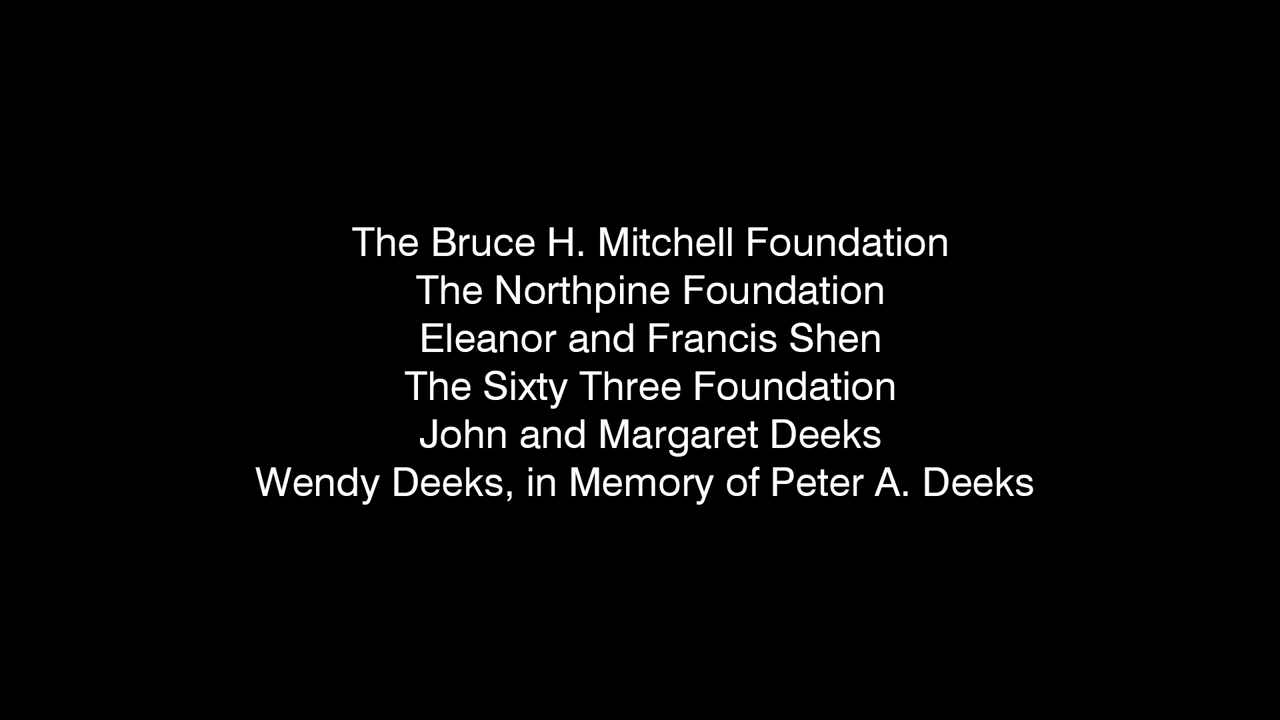 The Bruce H. Mitchell Foundation
The Northpine Foundation
Eleanor and Francis Shen
The Sixty Three Foundation
John and Margaret Deeks
Wendy Deeks, in Memory of Peter A. Deeks